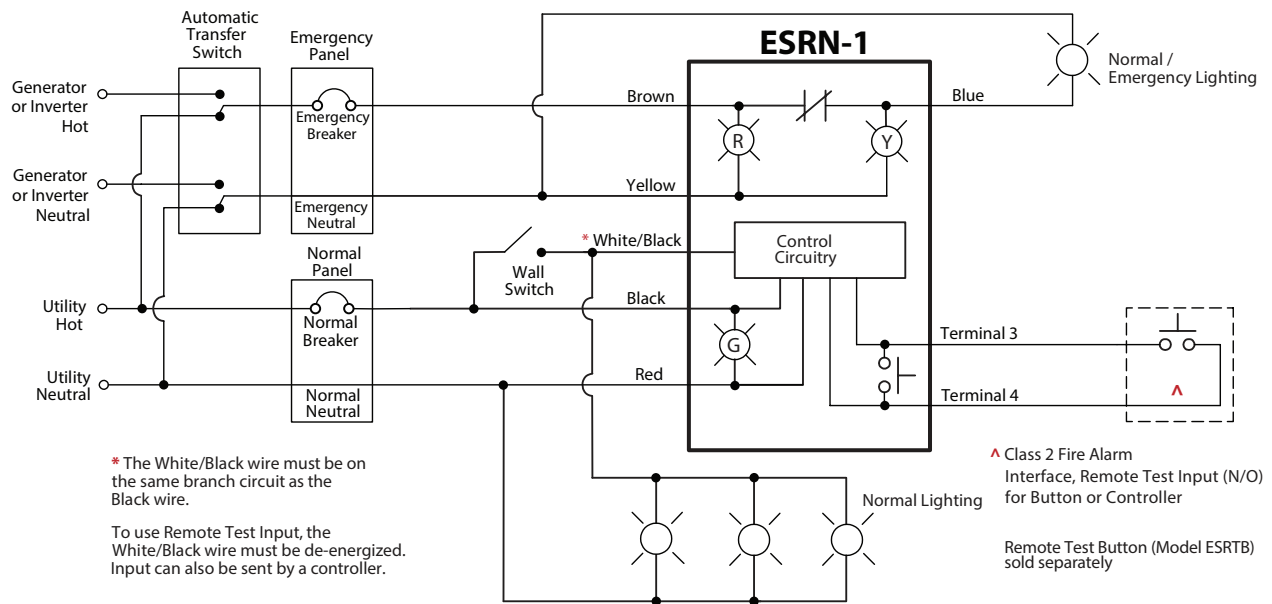 Automatic
Transfer
Switch
Emergency
Panel
ESRN-1
Normal /
Emergency Lighting
Generator
or Inverter
Hot
Emergency
Breaker
Brown
Blue
R
Y
Generator
or Inverter
Neutral
Yellow
Emergency
Neutral
* White/Black
Control
Circuitry
Normal
Panel
Wall
Switch
Utility
Hot
Normal
Breaker
Black
G
Terminal 3
Utility
Neutral
Normal
Neutral
Red
Terminal 4
^
* The White/Black wire must be on
the same branch circuit as the
Black wire.
To use Remote Test Input, the
White/Black wire must be de-energized.
Input can also be sent by a controller.
Normal Lighting
^ Class 2 Fire Alarm
Interface, Remote Test Input (N/O)
for Button or Controller
Remote Test Button (Model ESRTB)
sold separately